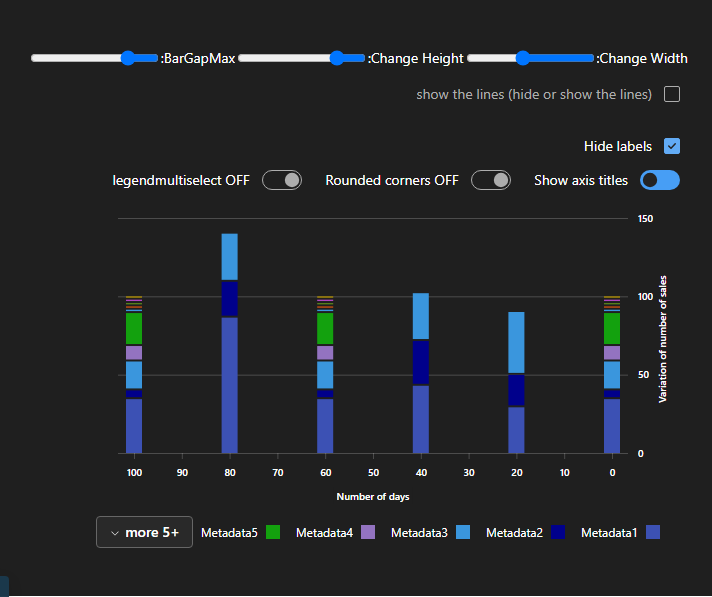 :BarGapMax :Change Height :Change Width
show the lines (hide or show the lines)
Hide labels
legendmultiselect OFF Rounded corners OFF Show axis titles
150
100
50
0
Variation of number of sales
100 90 80 70 60 50 40 30 20 10 0
Number of days
more 5+ Metadata5 Metadata4 Metadata3 Metadata2 Metadata1